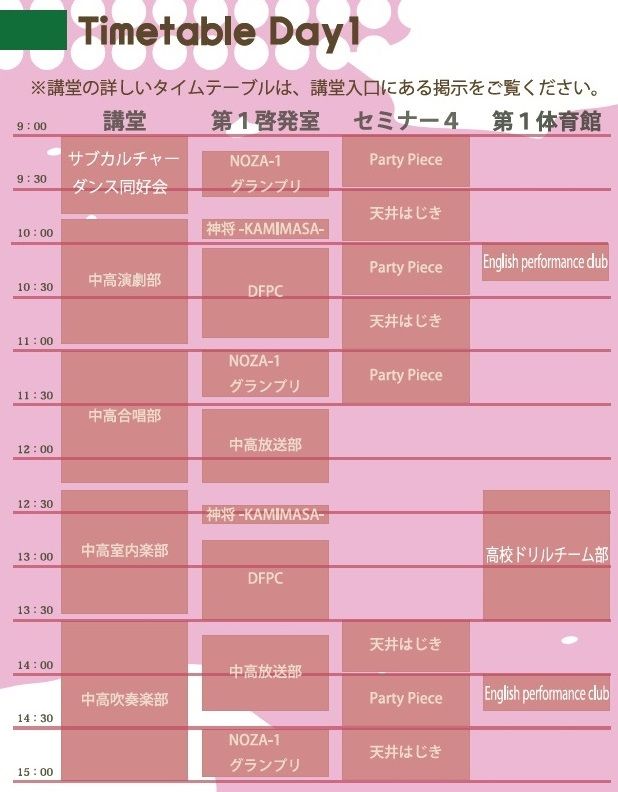 Timetable Day1
※講堂の詳しいタイムテーブルは、講堂入口にある掲示をご覧ください。
講堂 第1啓発室 セミナー4 第1体育館
9：00
サブカルチャー
ダンス同好会
NOZA-1
グランプリ
Party Piece
9：30
天井はじき
神将 -KAMIMASA-
10：00
中高演劇部
DFPC
Party Piece
English performance club
10：30
天井はじき
11：00
中高合唱部
NOZA-1
グランプリ
Party Piece
11：30
中高放送部
12：00
12：30
中高室内楽部
神将 -KAMIMASA-
高校ドリルチーム部
13：00
DFPC
13：30
中高吹奏楽部
中高放送部
天井はじき
14：00
Party Piece
English performance club
14：30
NOZA-1
グランプリ
天井はじき
15：00